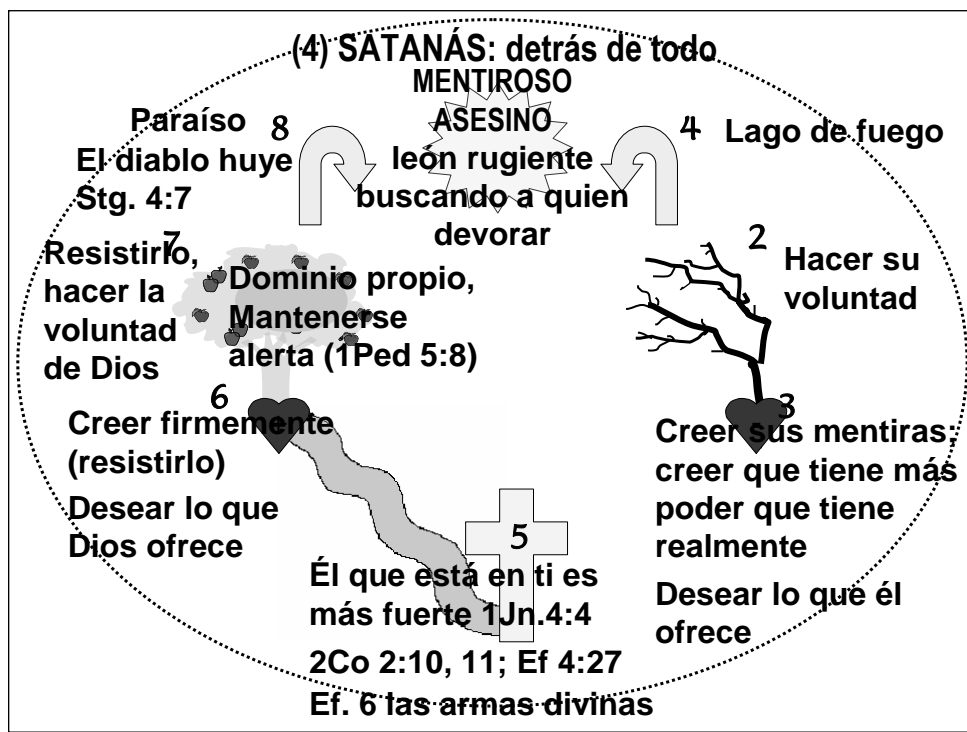 (4) SATANÁS: detrás de todo
MENTIROSO
ASESINO
león rugiente
buscando a quien
devorar
4
Lago de fuego
2
Hacer su
voluntad
3
Creer sus mentiras;
creer que tiene más
poder que tiene
realmente
Desear lo que él
ofrece
5
Él que está en ti es
más fuerte 1Jn.4:4
2Co 2:10, 11; Ef 4:27
Ef. 6 las armas divinas
6
Creer firmemente
(resistirlo)
Desear lo que
Dios ofrece
7
Resistirlo,
hacer la
voluntad
de Dios
Dominio propio,
Mantenerse
alerta (1Ped 5:8)
8
Paraíso
El diablo huye
Stg. 4:7